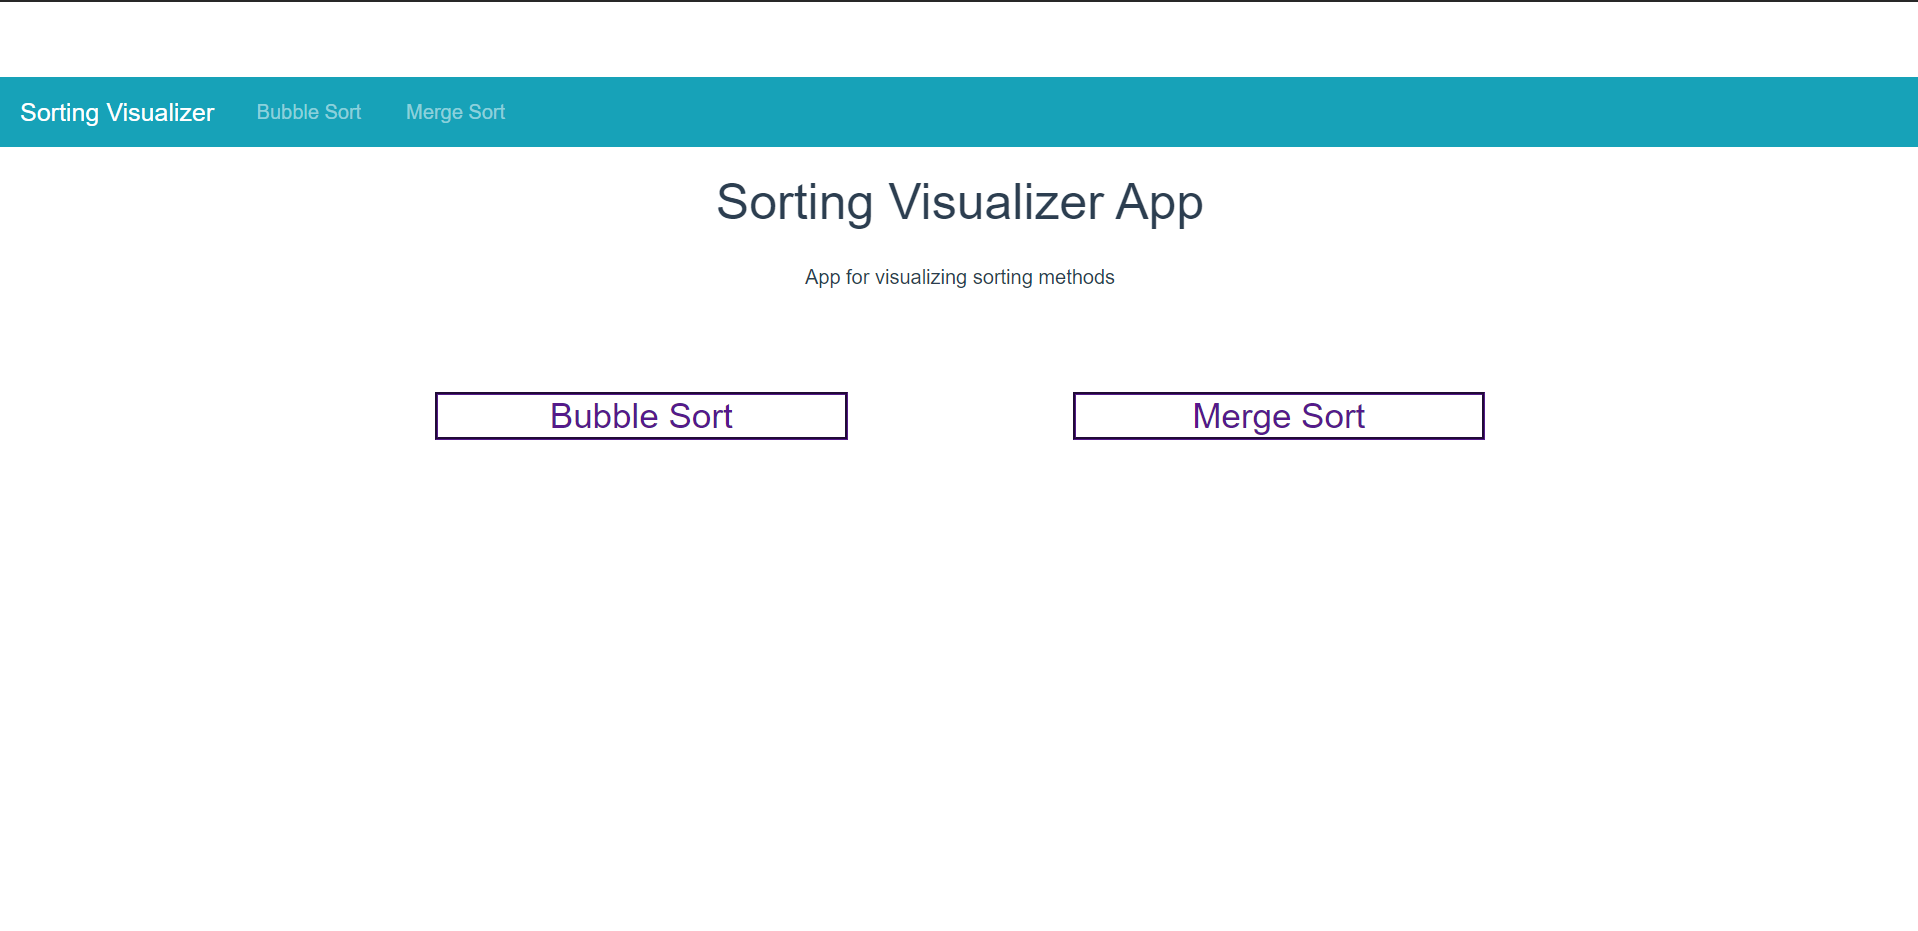 Sorting Visualizer Bubble Sort Merge Sort
Sorting Visualizer App
App for visualizing sorting methods
Bubble Sort Merge Sort